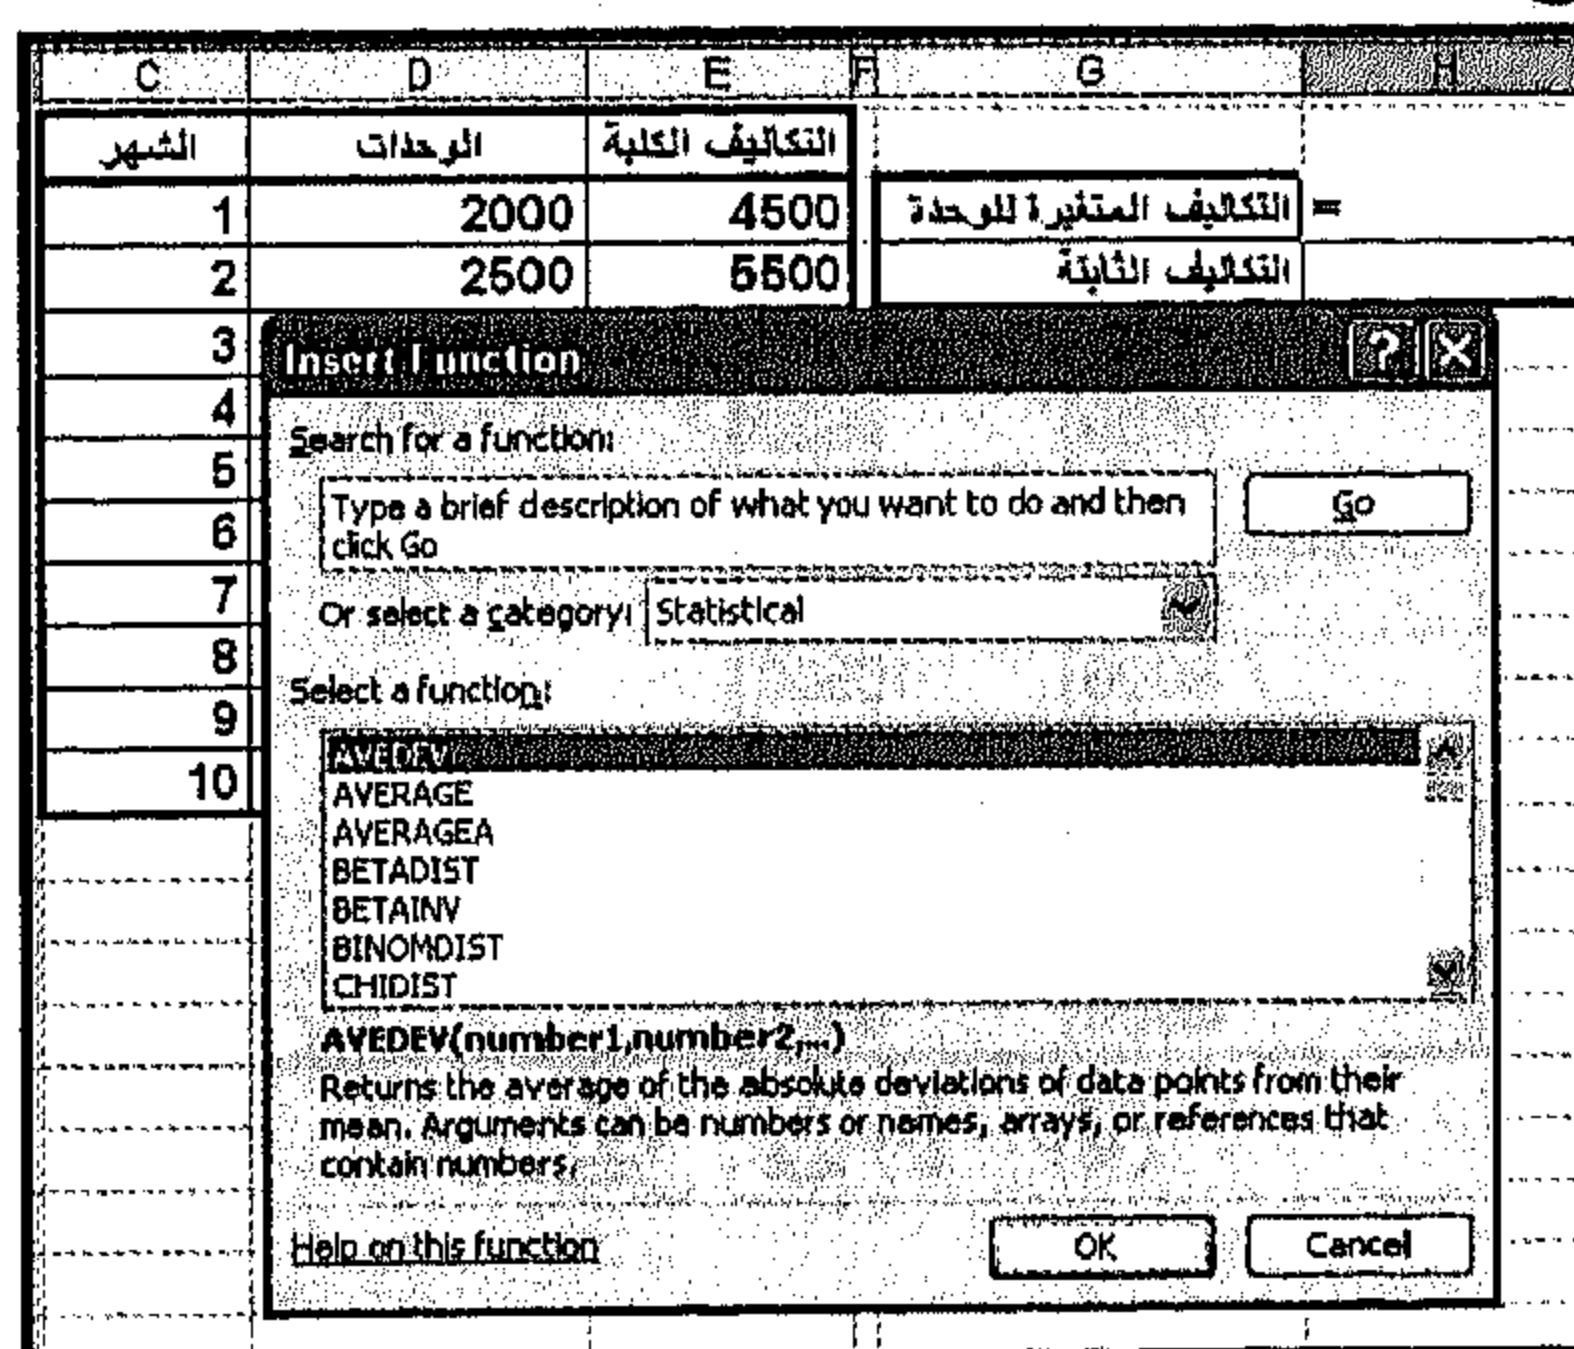 C D E F G H
الشهر الوحدات التكاليف الكلية
1 2000 4500 التكاليف المتغيرة للوحدة =
2 2500 5500 التكاليف الثابتة
3
4
5
6
7
8
9
10
Insert Function ? X
Search for a function:
Type a brief description of what you want to do and then
click Go
Go
Or select a category: Statistical
Select a function:
AVEDEV
AVERAGE
AVERAGEA
BETADIST
BETAINV
BINOMDIST
CHIDIST
AVEDEV(number1,number2,...)
Returns the average of the absolute deviations of data points from their
mean. Arguments can be numbers or names, arrays, or references that
contain numbers.
Help on this function OK Cancel